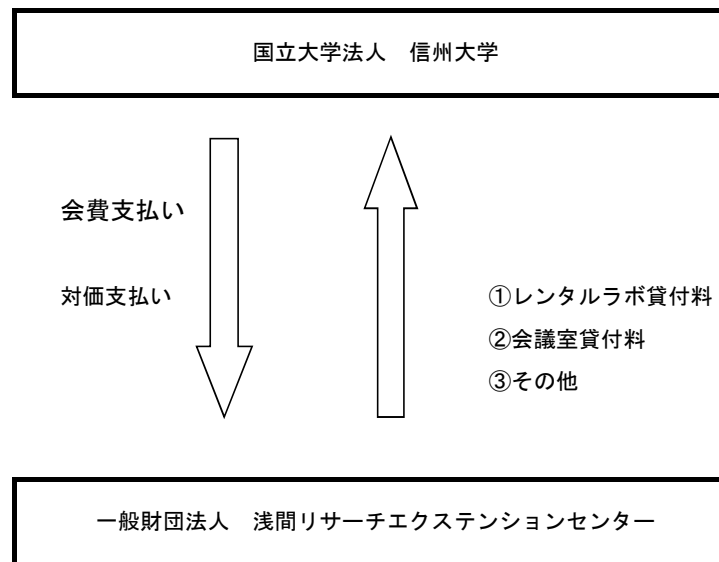 国立大学法人　信州大学
会費支払い
対価支払い
①レンタルラボ貸付料
②会議室貸付料
③その他
一般財団法人　浅間リサーチエクステンションセンター